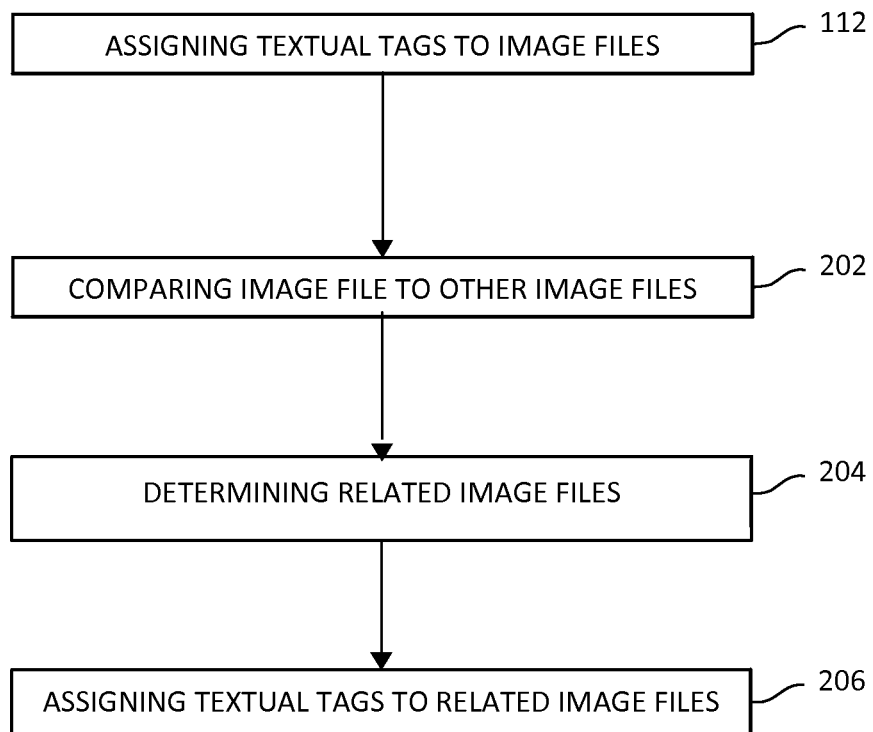 ASSIGNING TEXTUAL TAGS TO IMAGE FILES 112
COMPARING IMAGE FILE TO OTHER IMAGE FILES 202
DETERMINING RELATED IMAGE FILES 204
ASSIGNING TEXTUAL TAGS TO RELATED IMAGE FILES 206